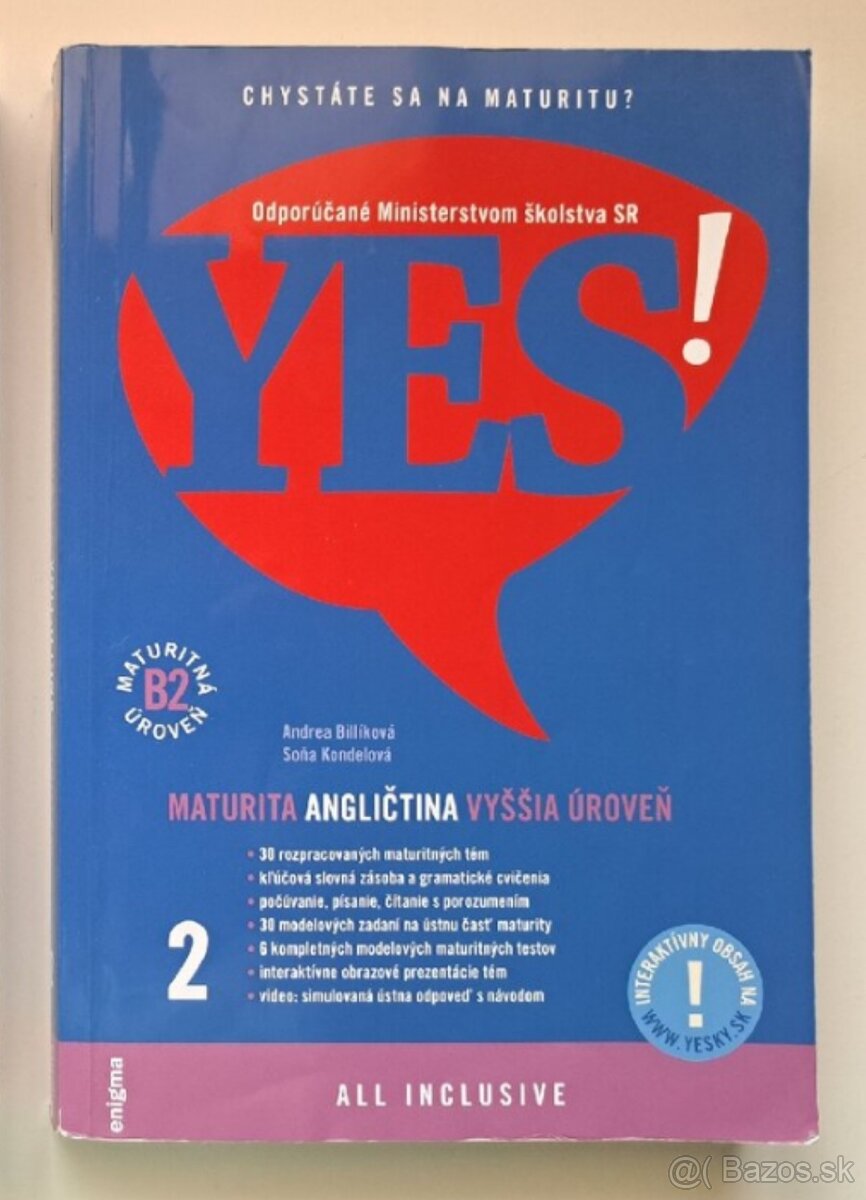 CHYSTÁTE SA NA MATURITU?
Odporúčané Ministerstvom školstva SR
YES!
MATURITNÁ
B2
ÚROVEŇ
Andrea Billíková
Soňa Kondelová
MATURITA ANGLIČTINA VYŠŠIA ÚROVEŇ
• 30 rozpracovaných maturitných tém
• kľúčová slovná zásoba a gramatické cvičenia
• počúvanie, písanie, čítanie s porozumením
• 30 modelových zadaní na ústnu časť maturity
• 6 kompletných modelových maturitných testov
• interaktívne obrazové prezentácie tém
• video: simulovaná ústna odpoveď s návodom
2
INTERAKTÍVNY OBSAH NA
!
WWW.YESKY.SK
enigma
ALL INCLUSIVE
@( Bazos.sk